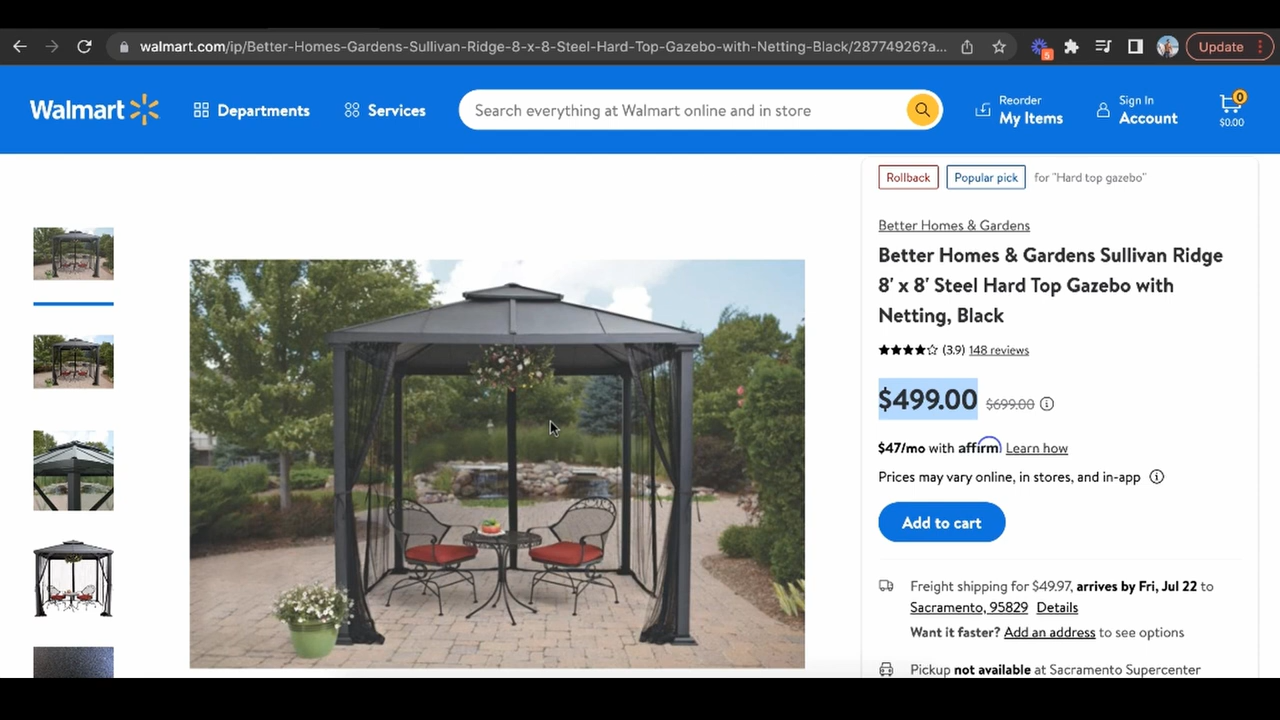 walmart.com/ip/Better-Homes-Gardens-Sullivan-Ridge-8-x-8-Steel-Hard-Top-Gazebo-with-Netting-Black/28774926?a...
5
Update
Walmart
Departments
Services
Search everything at Walmart online and in store
Reorder
My Items
Sign In
Account
0
$0.00
Rollback
Popular pick
for "Hard top gazebo"
Better Homes & Gardens
Better Homes & Gardens Sullivan Ridge
8' x 8' Steel Hard Top Gazebo with
Netting, Black
(3.9) 148 reviews
$499.00 $699.00
$47/mo with affirm Learn how
Prices may vary online, in stores, and in-app
Add to cart
Freight shipping for $49.97, arrives by Fri, Jul 22 to
Sacramento, 95829 Details
Want it faster? Add an address to see options
Pickup not available at Sacramento Supercenter